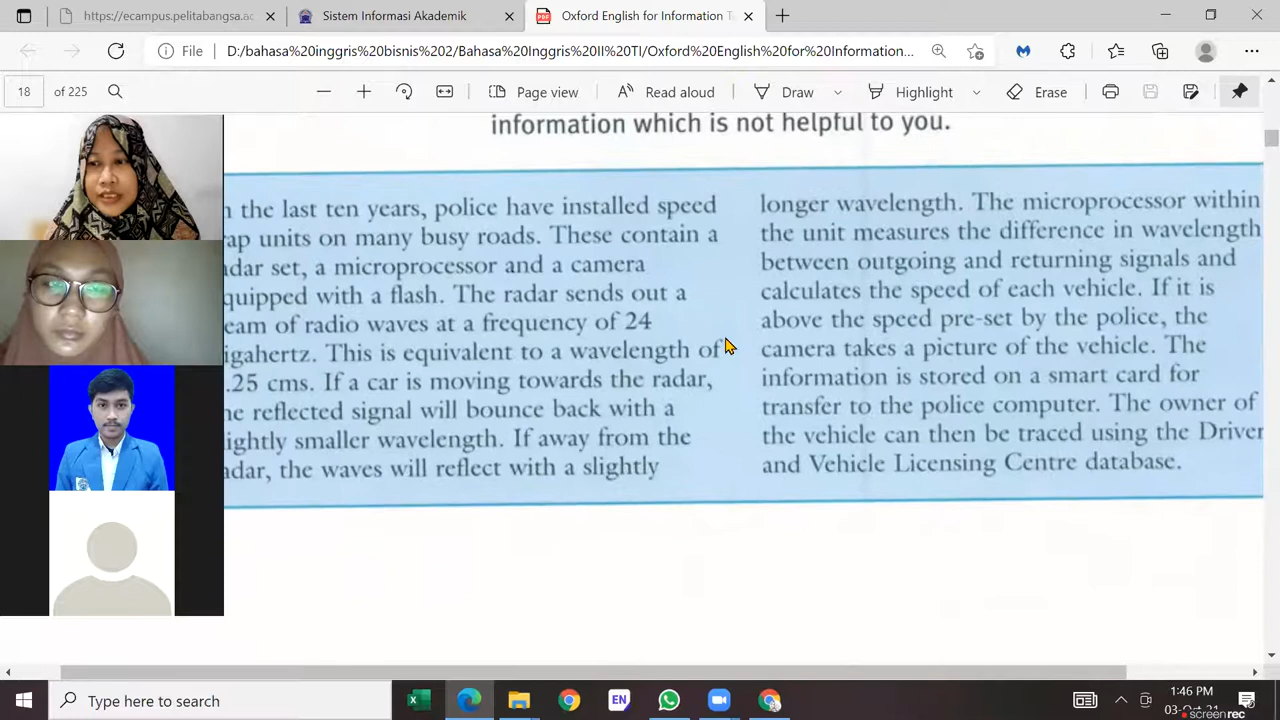 https://ecampus.pelitabangsa.ac
Sistem Informasi Akademik
Oxford English for Information T
File
D:/bahasa%20inggris%20bisnis%202/Bahasa%20Inggris%20II%20TI/Oxford%20English%20for%20Information...
18 of 225
Page view
Read aloud
Draw
Highlight
Erase
information which is not helpful to you.
the last ten years, police have installed speed
units on many busy roads. These contain a
set, a microprocessor and a camera
with a flash. The radar sends out a
of radio waves at a frequency of 24
This is equivalent to a wavelength of
.25 cms. If a car is moving towards the radar,
reflected signal will bounce back with a
smaller wavelength. If away from the
the waves will reflect with a slightly
longer wavelength. The microprocessor within
the unit measures the difference in wavelength
between outgoing and returning signals and
calculates the speed of each vehicle. If it is
above the speed pre-set by the police, the
camera takes a picture of the vehicle. The
information is stored on a smart card for
transfer to the police computer. The owner of
the vehicle can then be traced using the Driver
and Vehicle Licensing Centre database.
Type here to search
EN
1:46 PM
03-Oct-21
screenrec